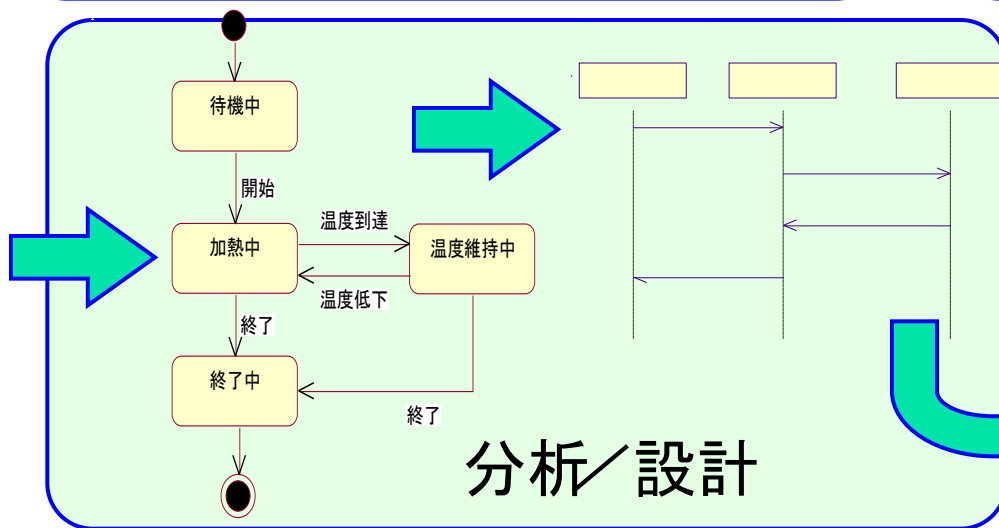 待機中
開始
加熱中
温度到達
温度維持中
温度低下
終了
終了中
終了
分析／設計